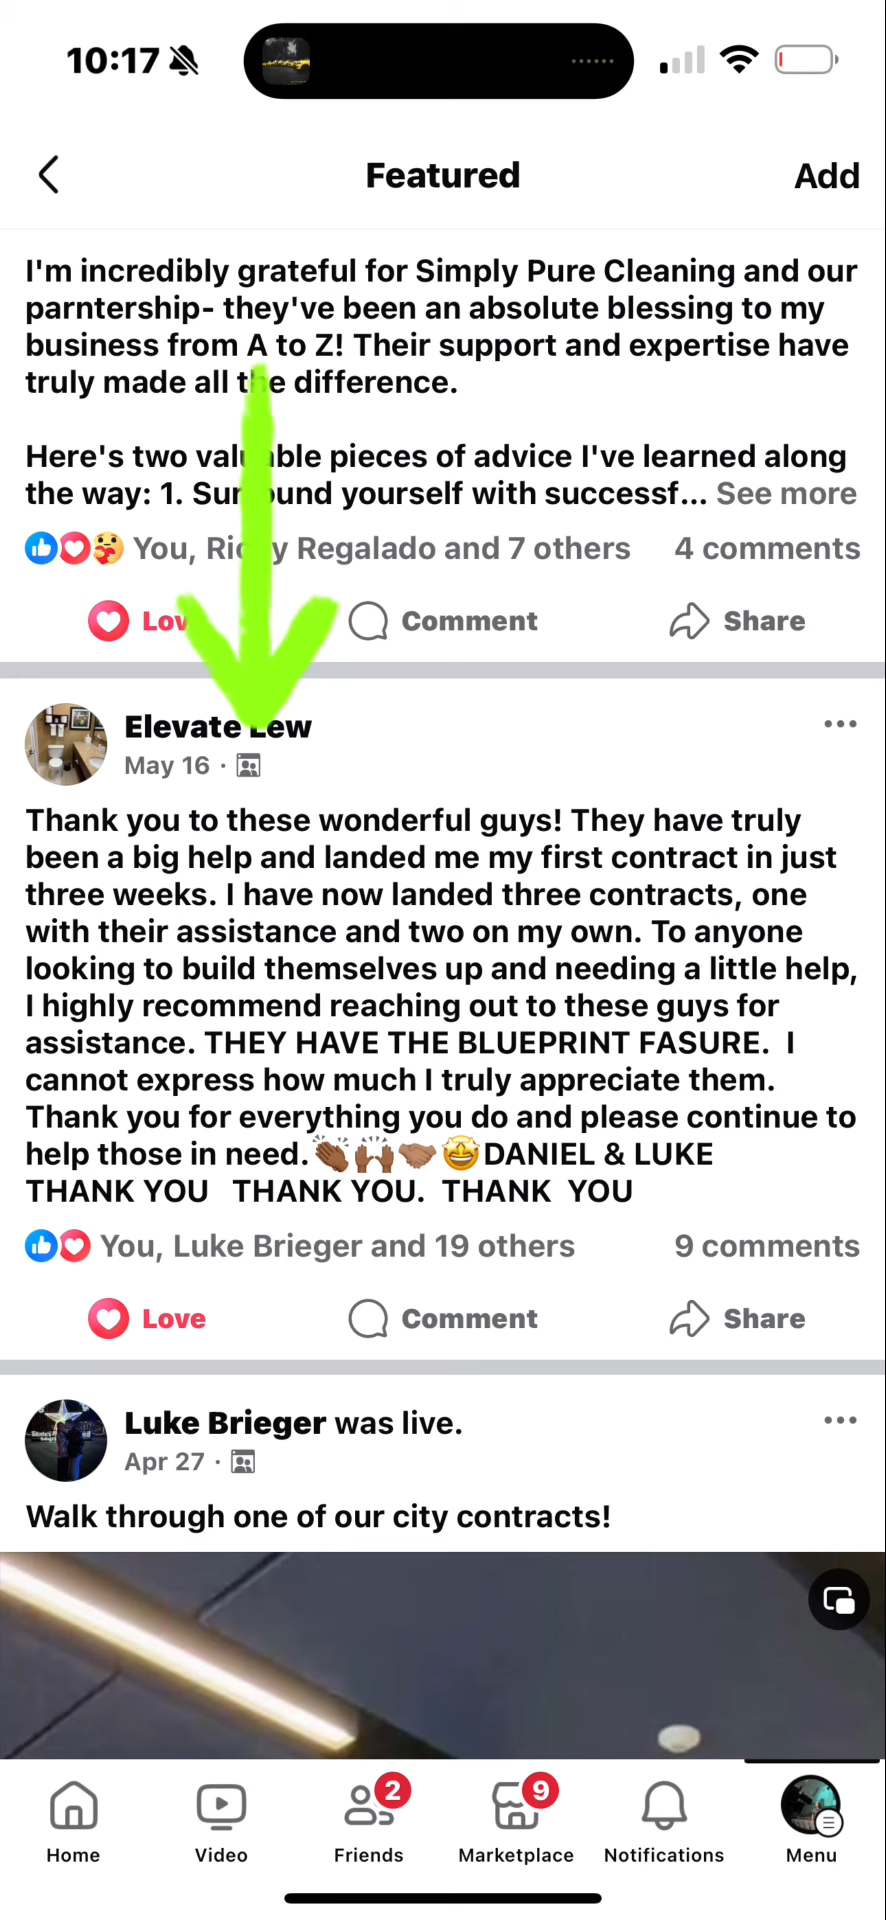 10:17
Featured
Add
I'm incredibly grateful for Simply Pure Cleaning and our
parntership- they've been an absolute blessing to my
business from A to Z! Their support and expertise have
truly made all the difference.
Here's two valuable pieces of advice I've learned along
the way: 1. Surround yourself with successf... See more
You, Ricky Regalado and 7 others
4 comments
Love
Comment
Share
Elevate Lew
May 16 ·
Thank you to these wonderful guys! They have truly
been a big help and landed me my first contract in just
three weeks. I have now landed three contracts, one
with their assistance and two on my own. To anyone
looking to build themselves up and needing a little help,
I highly recommend reaching out to these guys for
assistance. THEY HAVE THE BLUEPRINT FASURE.  I
cannot express how much I truly appreciate them.
Thank you for everything you do and please continue to
help those in need.👏🏾🙌🏾🤝🏾🤩DANIEL & LUKE
THANK YOU   THANK YOU.  THANK  YOU
You, Luke Brieger and 19 others
9 comments
Love
Comment
Share
Luke Brieger was live.
Apr 27 ·
Walk through one of our city contracts!
2
9
Home
Video
Friends
Marketplace
Notifications
Menu